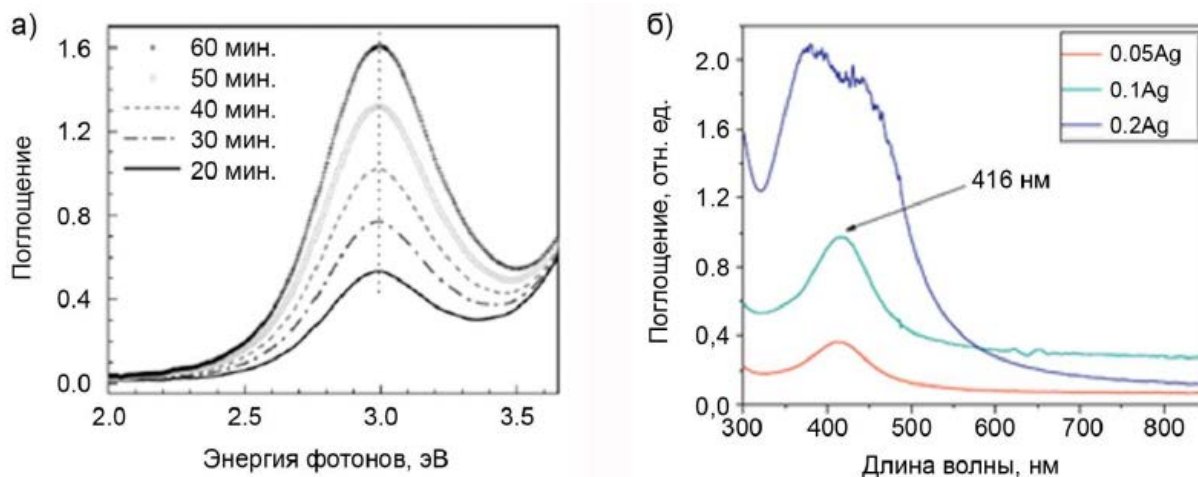 а)
60 мин.
50 мин.
40 мин.
30 мин.
20 мин.
1.6
1.2
0.8
0.4
0.0
Поглощение
2.0 2.5 3.0 3.5
Энергия фотонов, эВ
б)
0.05Ag
0.1Ag
0.2Ag
416 нм
2.0
1.6
1.2
0.8
0,4
0,0
Поглощение, отн. ед.
300 400 500 600 700 800
Длина волны, нм